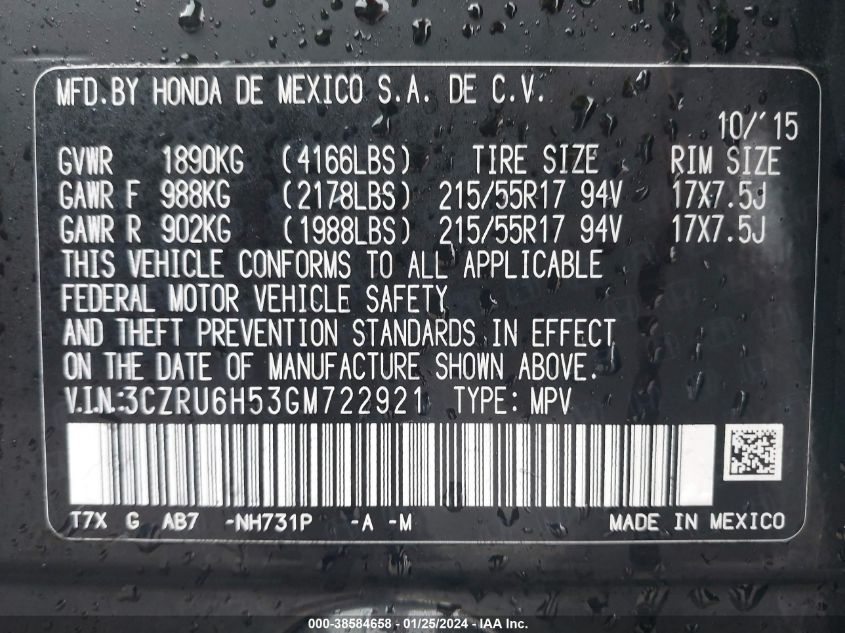 MFD.BY HONDA DE MEXICO S.A. DE C.V.
10/'15
GVWR 1890KG (4166LBS) TIRE SIZE RIM SIZE
GAWR F 988KG (2178LBS) 215/55R17 94V 17X7.5J
GAWR R 902KG (1988LBS) 215/55R17 94V 17X7.5J
THIS VEHICLE CONFORMS TO ALL APPLICABLE
FEDERAL MOTOR VEHICLE SAFETY
AND THEFT PREVENTION STANDARDS IN EFFECT
ON THE DATE OF MANUFACTURE SHOWN ABOVE.
V.I.N.:3CZRU6H53GM722921 TYPE: MPV
T7X G AB7 -NH731P -A -M MADE IN MEXICO
000-38584658 - 01/25/2024 - IAA Inc.